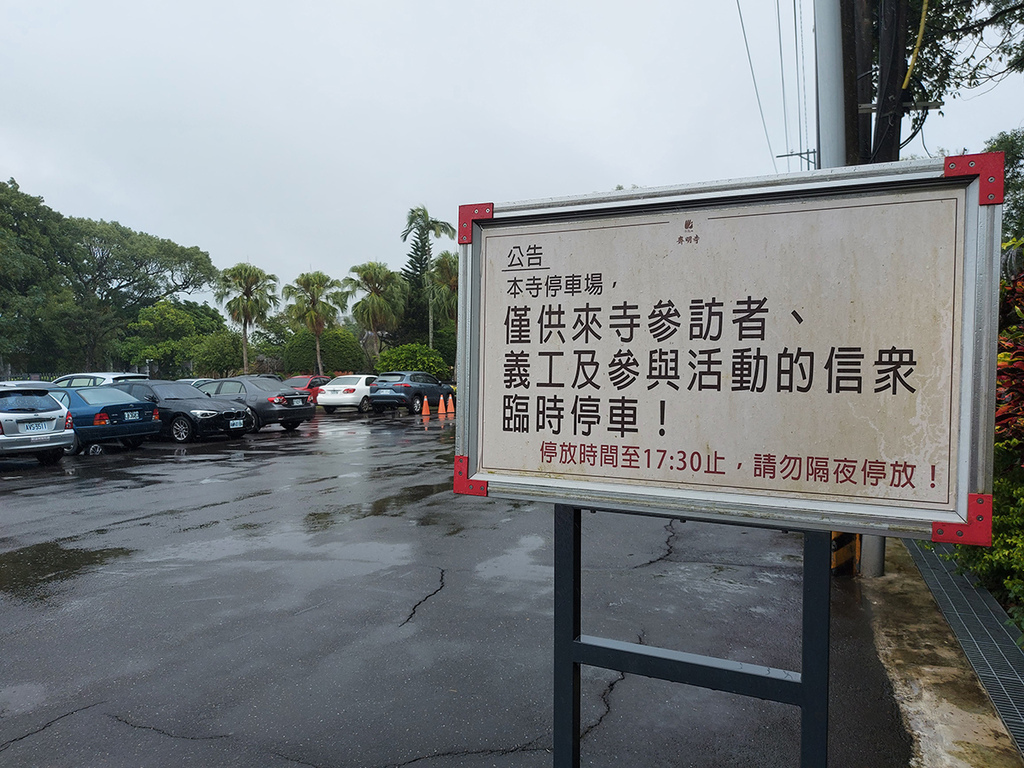 齊明寺
公告
本寺停車場，
僅供來寺參訪者、
義工及參與活動的信眾
臨時停車！
停放時間至17:30止，請勿隔夜停放！